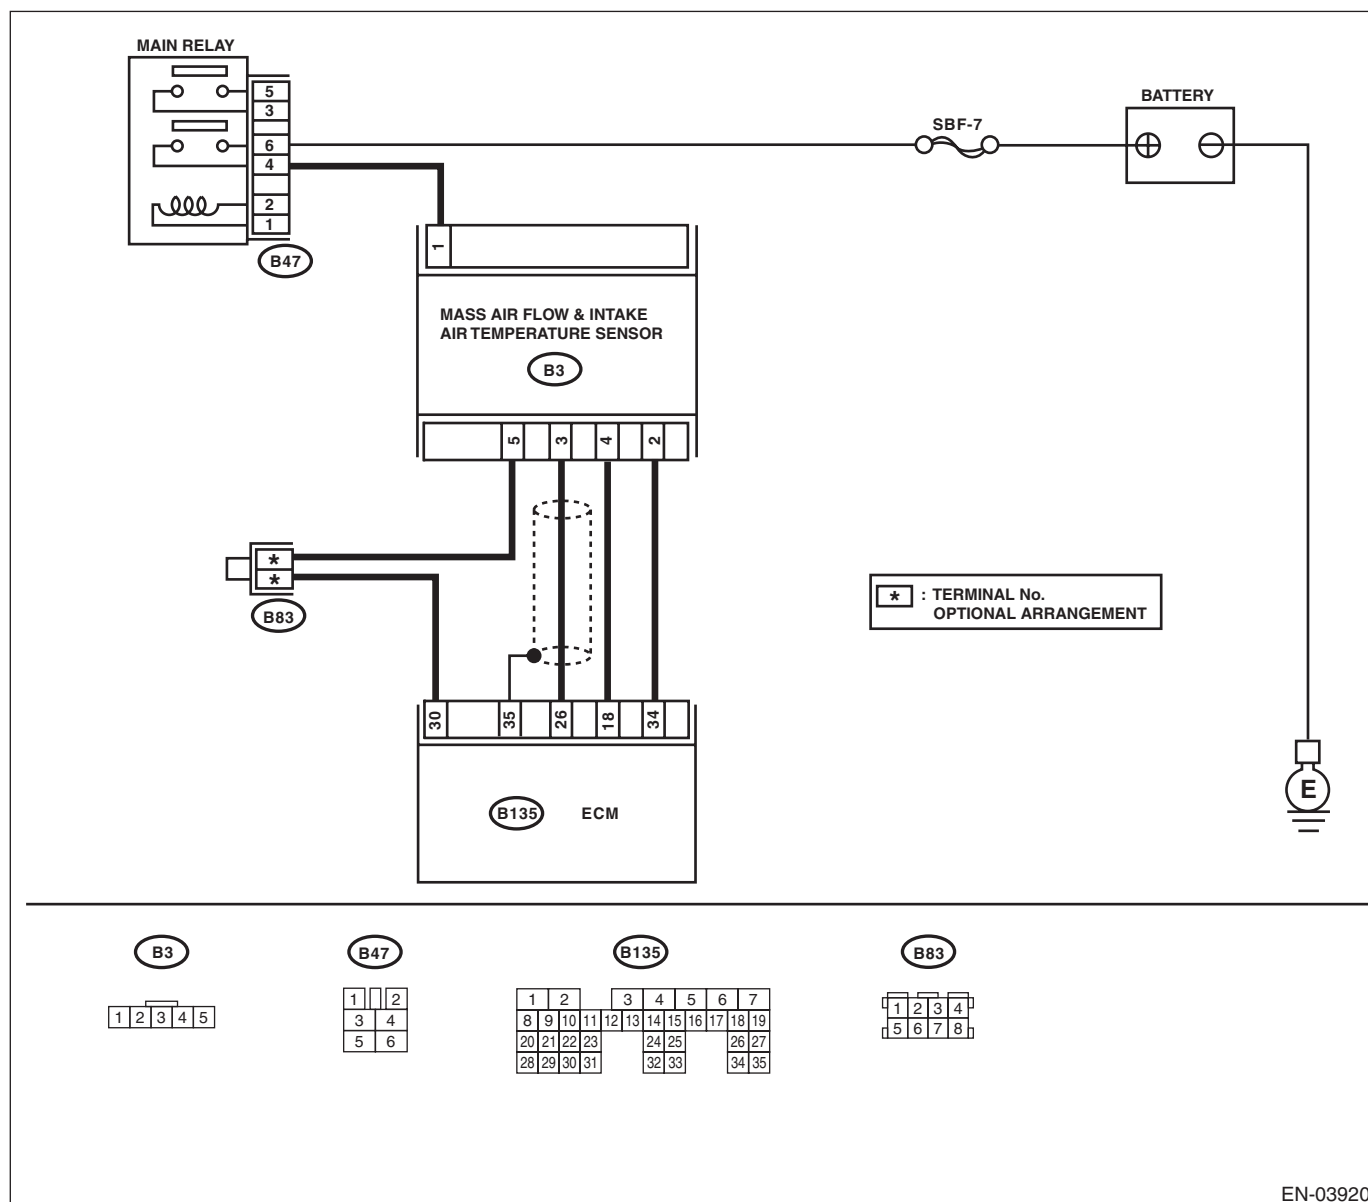 MAIN RELAY
5
3
6
4
2
1
B47
SBF-7
BATTERY
1
MASS AIR FLOW & INTAKE
AIR TEMPERATURE SENSOR
B3
5 3 4 2
*
*
B83
* : TERMINAL No.
OPTIONAL ARRANGEMENT
30 35 26 18 34
B135 ECM
E
B3 B47 B135 B83
1 2 3 4 5
1 2
3 4
5 6
1 2 3 4 5 6 7
8 9 10 11 12 13 14 15 16 17 18 19
20 21 22 23 24 25 26 27
28 29 30 31 32 33 34 35
1 2 3 4
5 6 7 8
EN-03920